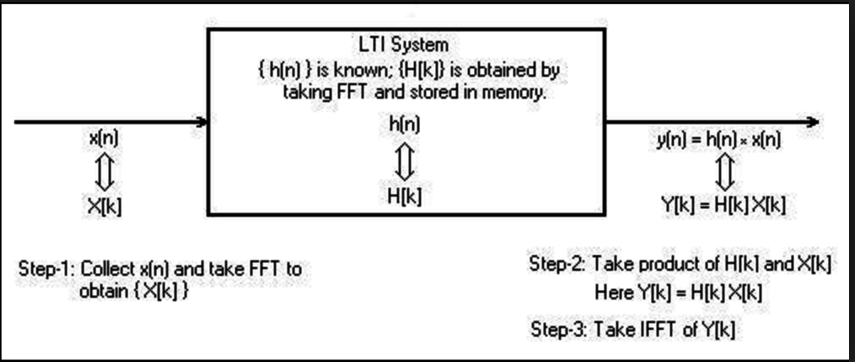 LTI System
{ h(n) } is known; {H[k]} is obtained by
taking FFT and stored in memory.
h(n)
H[k]
x(n)
X[k]
y(n) = h(n) * x(n)
Y[k] = H[k]X[k]
Step-1: Collect x(n) and take FFT to
obtain { X[k] }
Step-2: Take product of H[k] and X[k]
Here Y[k] = H[k]X[k]
Step-3: Take IFFT of Y[k]